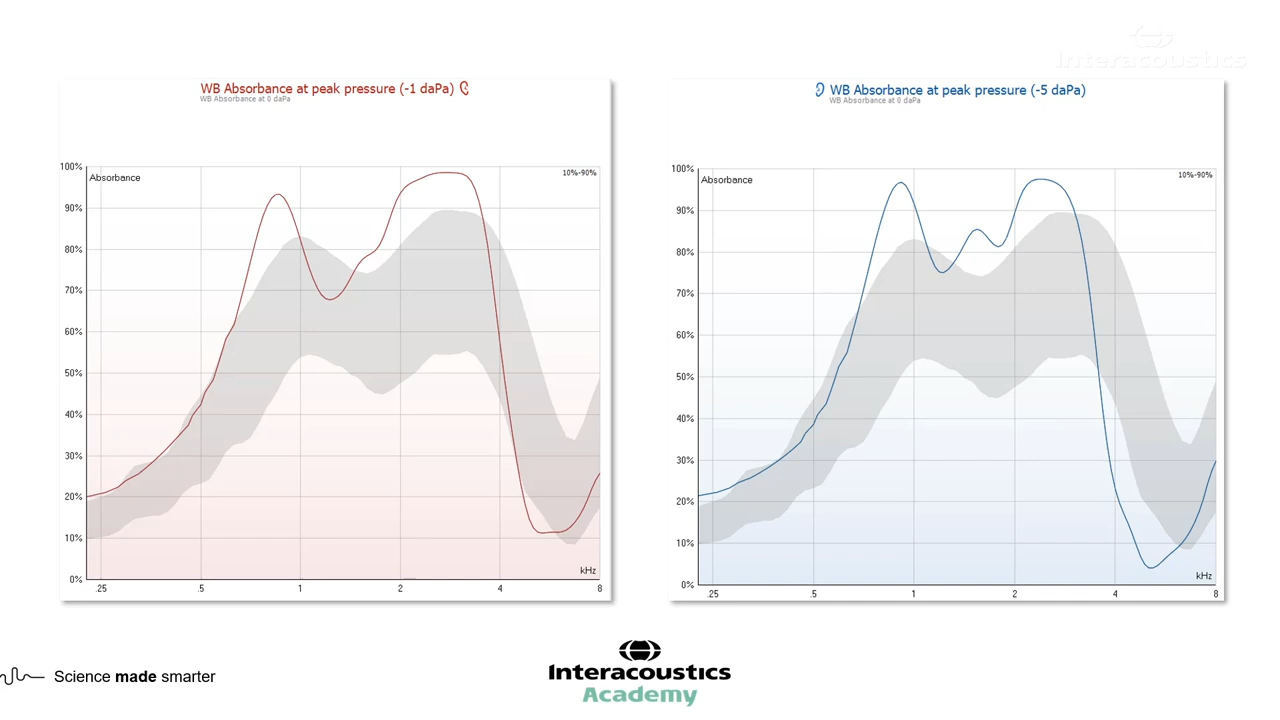 Interacoustics
WB Absorbance at peak pressure (-1 daPa)
WB Absorbance at 0 daPa
100%
Absorbance
10%-90%
90%
80%
70%
60%
50%
40%
30%
20%
10%
0%
kHz
.25 .5 1 2 4 8
WB Absorbance at peak pressure (-5 daPa)
WB Absorbance at 0 daPa
100%
Absorbance
10%-90%
90%
80%
70%
60%
50%
40%
30%
20%
10%
0%
kHz
.25 .5 1 2 4 8
Science made smarter
Interacoustics
Academy